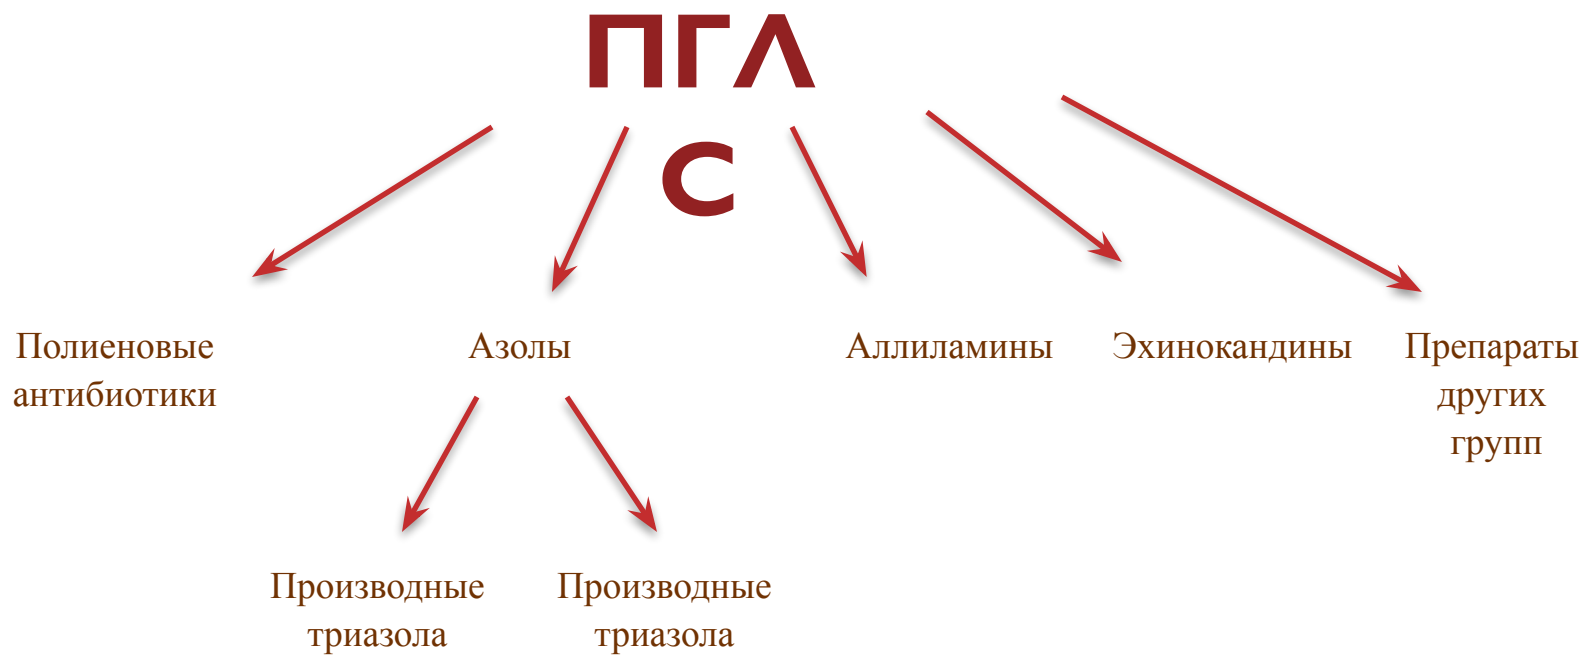 ПГЛ
С
Полиеновые
антибиотики
Азолы
Аллиламины
Эхинокандины
Препараты
других
групп
Производные
триазола
Производные
триазола